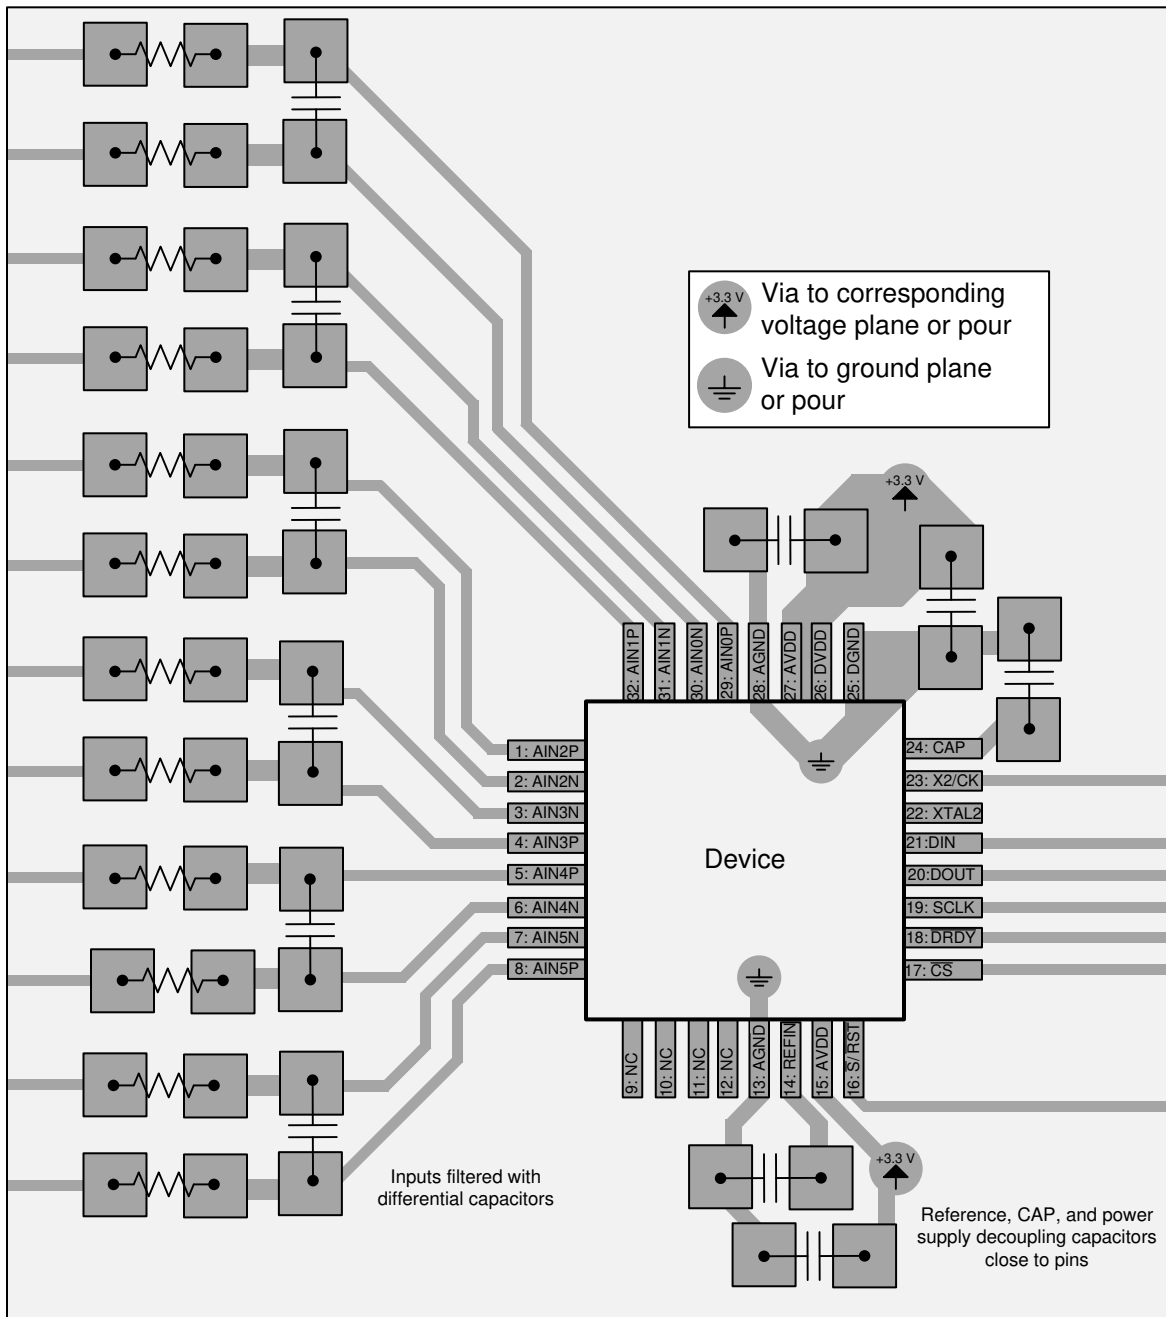 +3.3 V
Via to corresponding
voltage plane or pour
Via to ground plane
or pour
+3.3 V
32: AIN1P
31: AIN1N
30: AIN0N
29: AIN0P
28: AGND
27: AVDD
26: DVDD
25: DGND
1: AIN2P
2: AIN2N
3: AIN3N
4: AIN3P
5: AIN4P
6: AIN4N
7: AIN5N
8: AIN5P
Device
24: CAP
23: X2/CK
22: XTAL2
21:DIN
20:DOUT
19: SCLK
18: DRDY
17: CS
9: NC
10: NC
11: NC
12: NC
13: AGND
14: REFIN
15: AVDD
16: S/ RST
+3.3 V
Inputs filtered with
differential capacitors
Reference, CAP, and power
supply decoupling capacitors
close to pins